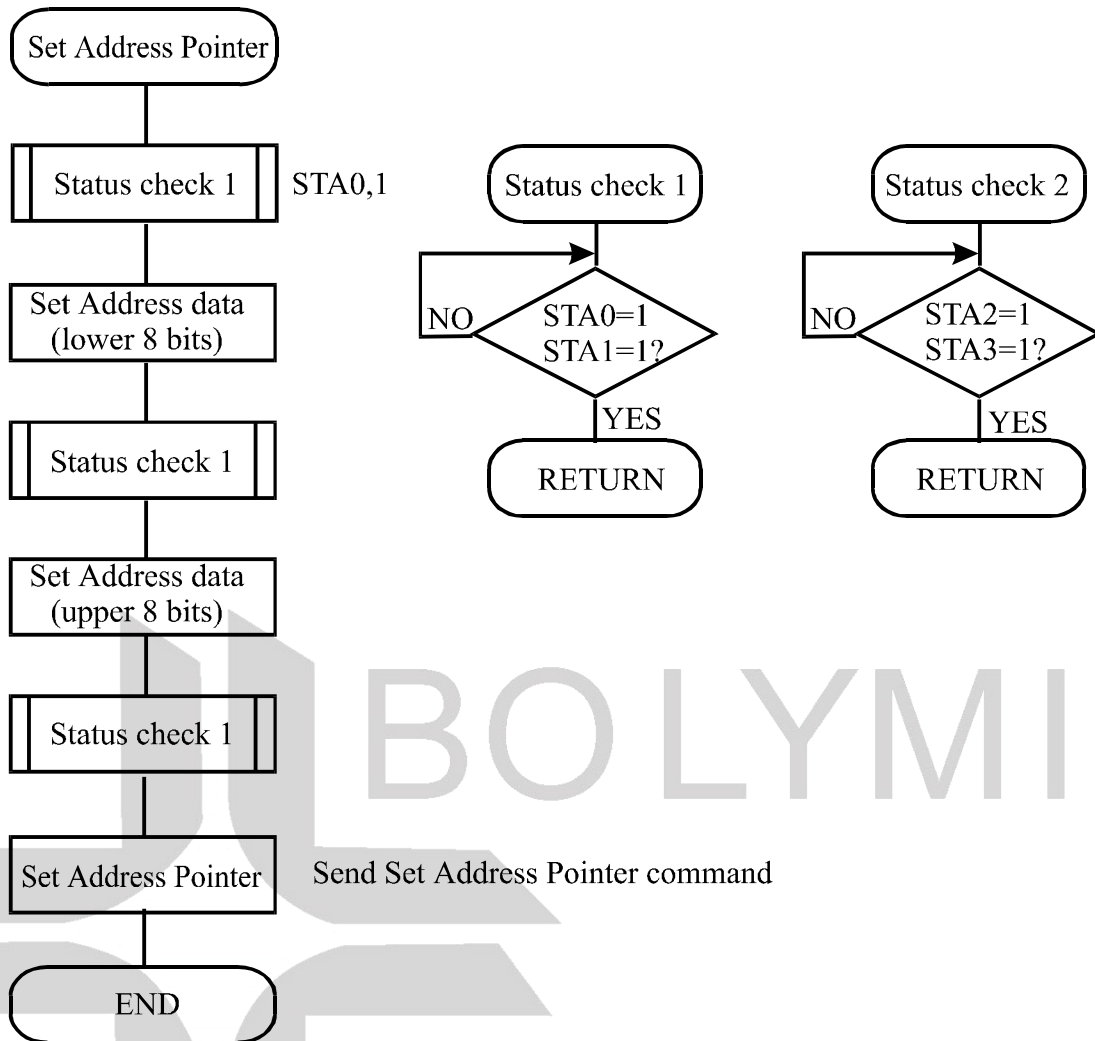 Set Address Pointer
Status check 1
STA0,1
Set Address data
(lower 8 bits)
Status check 1
Set Address data
(upper 8 bits)
Status check 1
Set Address Pointer
Send Set Address Pointer command
END
Status check 1
NO
STA0=1
STA1=1?
YES
RETURN
Status check 2
NO
STA2=1
STA3=1?
YES
RETURN
BOLYMI